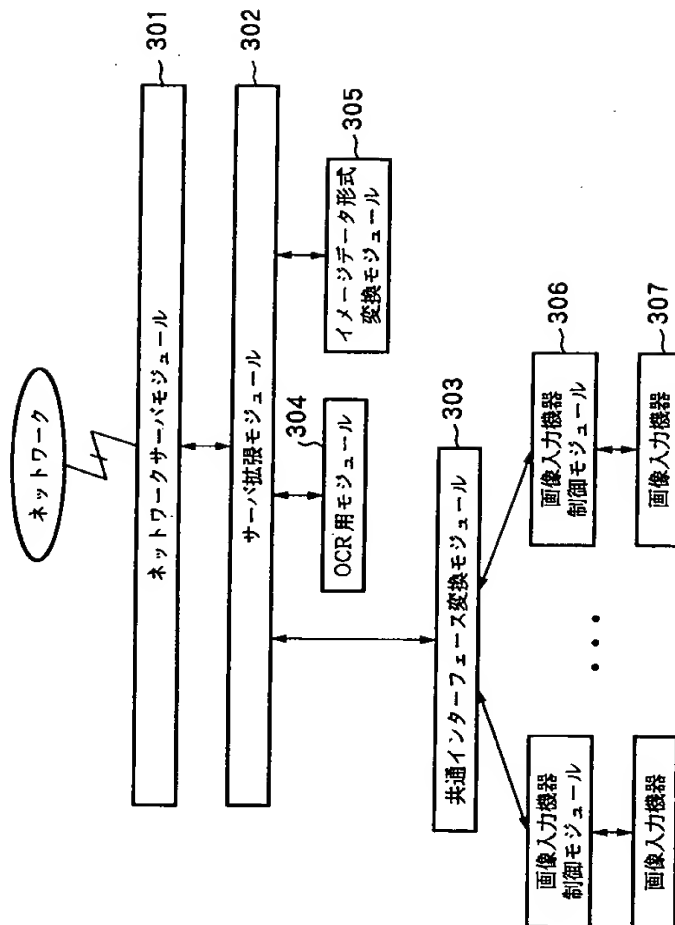 ネットワーク
301
ネットワークサーバモジュール
302
サーバ拡張モジュール
304
OCR用モジュール
305
イメージデータ形式
変換モジュール
303
共通インターフェース変換モジュール
画像入力機器
制御モジュール
306
画像入力機器
制御モジュール
画像入力機器
307
画像入力機器